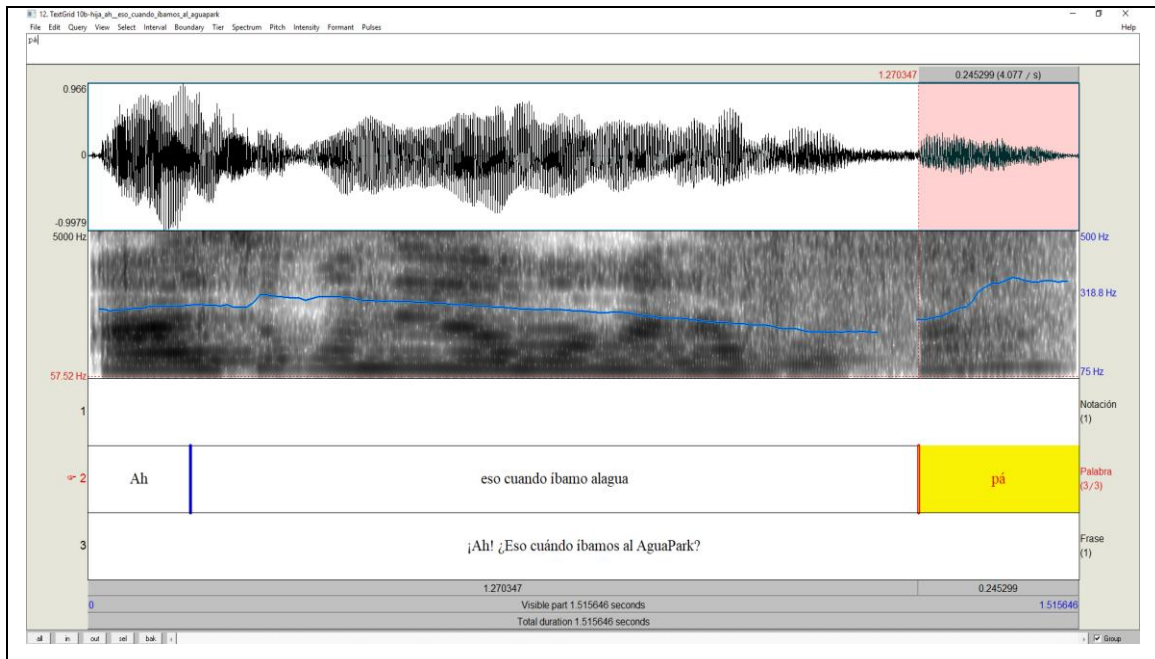 12. TextGrid 10b-hija_ah__eso_cuando_íbamos_al_aguapark
File Edit Query View Select Interval Boundary Tier Spectrum Pitch Intensity Formant Pulses Help
pá
1.270347 0.245299 (4.077 / s)
0.966
0
-0.9979
5000 Hz 500 Hz
318.8 Hz
57.52 Hz 75 Hz
1 Notación (1)
2 Ah eso cuando íbamo alagua pá Palabra (3/3)
3 ¡Ah! ¿Eso cuándo íbamos al AguaPark? Frase (1)
1.270347 0.245299
0 Visible part 1.515646 seconds 1.515646
Total duration 1.515646 seconds
all in out sel bak Group